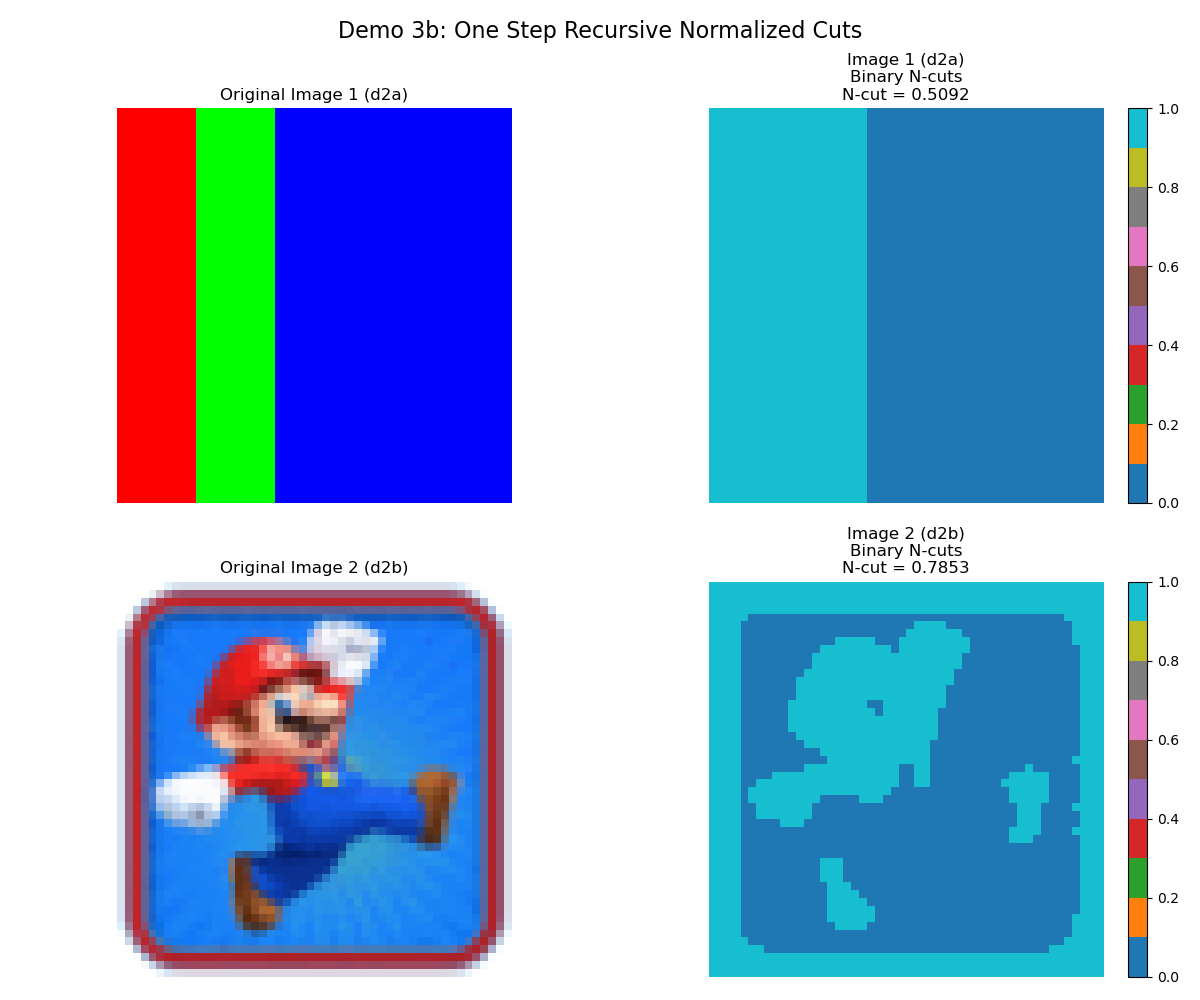 Demo 3b: One Step Recursive Normalized Cuts
Original Image 1 (d2a)
Image 1 (d2a)
Binary N-cuts
N-cut = 0.5092
1.0
0.8
0.6
0.4
0.2
0.0
Original Image 2 (d2b)
Image 2 (d2b)
Binary N-cuts
N-cut = 0.7853
1.0
0.8
0.6
0.4
0.2
0.0